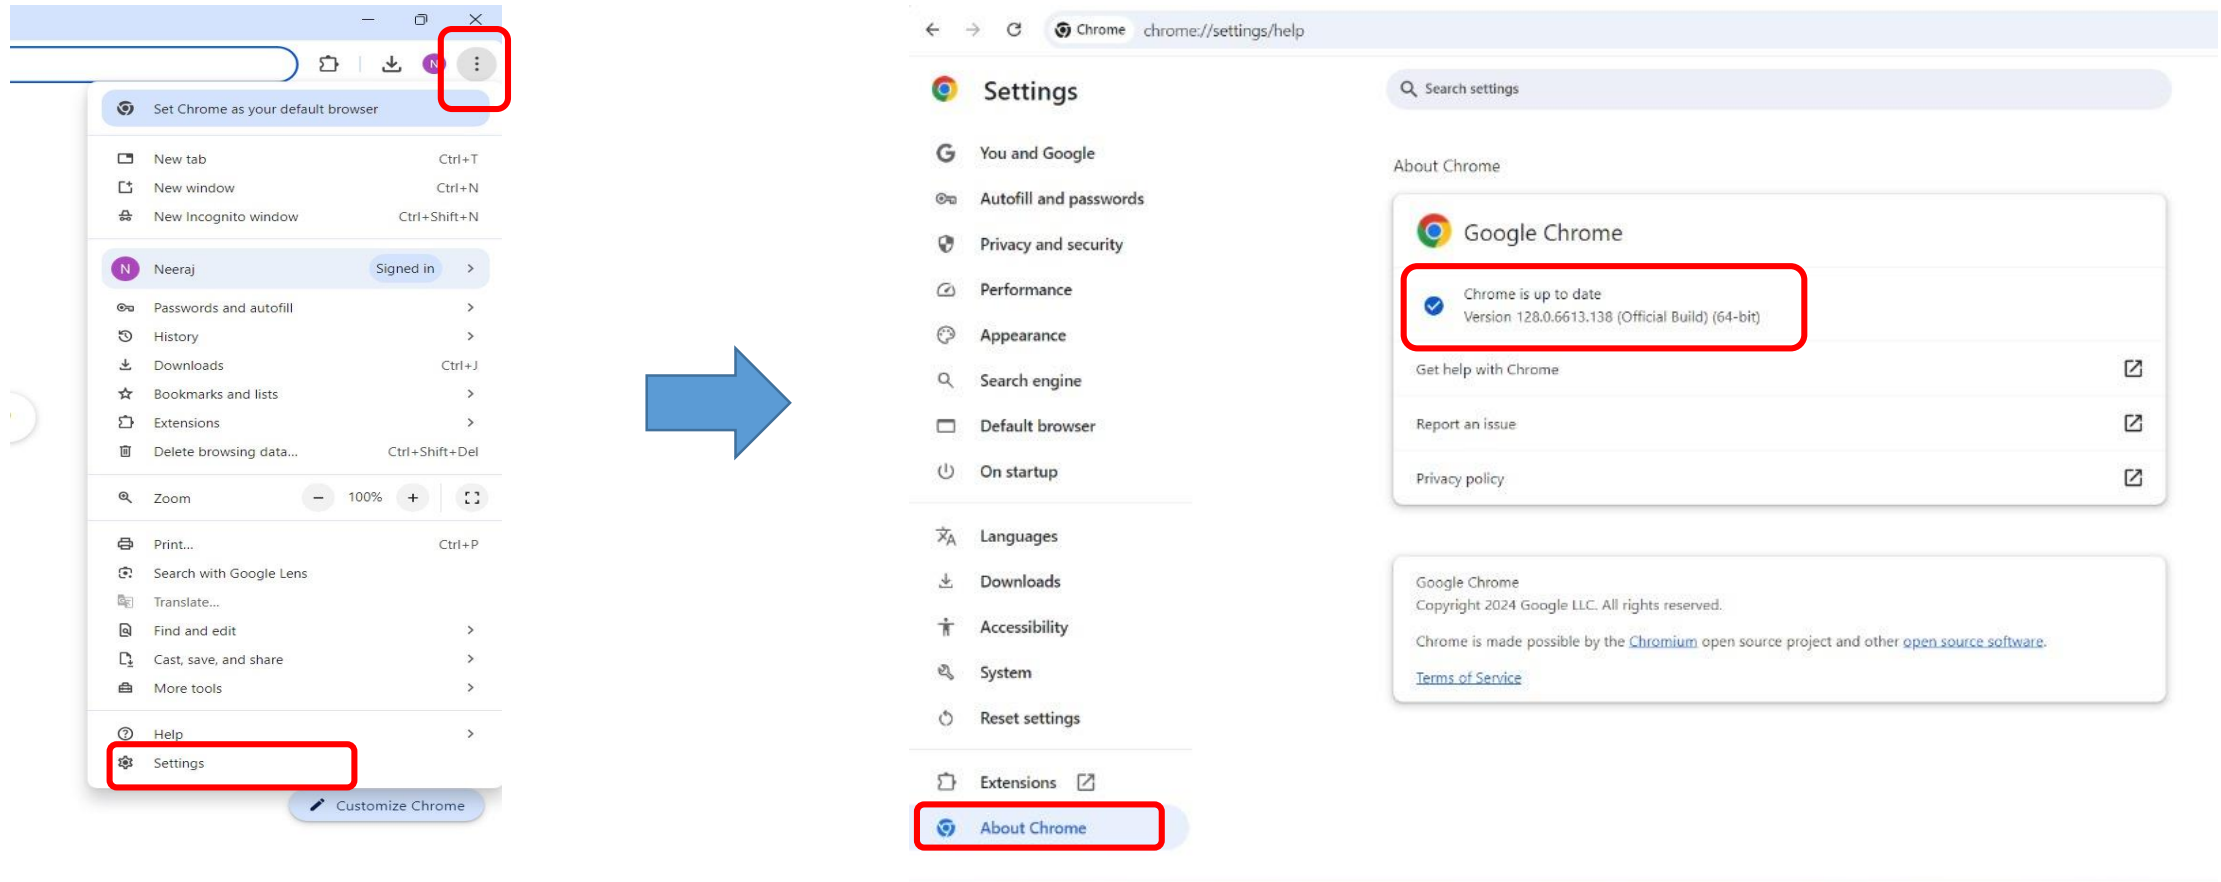 N
Set Chrome as your default browser
New tab Ctrl+T
New window Ctrl+N
New Incognito window Ctrl+Shift+N
N Neeraj Signed in
Passwords and autofill
History
Downloads Ctrl+J
Bookmarks and lists
Extensions
Delete browsing data... Ctrl+Shift+Del
Zoom − 100% +
Print... Ctrl+P
Search with Google Lens
Translate...
Find and edit
Cast, save, and share
More tools
Help
Settings
Customize Chrome
Chrome chrome://settings/help
Settings
Search settings
You and Google
Autofill and passwords
Privacy and security
Performance
Appearance
Search engine
Default browser
On startup
Languages
Downloads
Accessibility
System
Reset settings
Extensions
About Chrome
About Chrome
Google Chrome
Chrome is up to date
Version 128.0.6613.138 (Official Build) (64-bit)
Get help with Chrome
Report an issue
Privacy policy
Google Chrome
Copyright 2024 Google LLC. All rights reserved.
Chrome is made possible by the Chromium open source project and other open source software.
Terms of Service